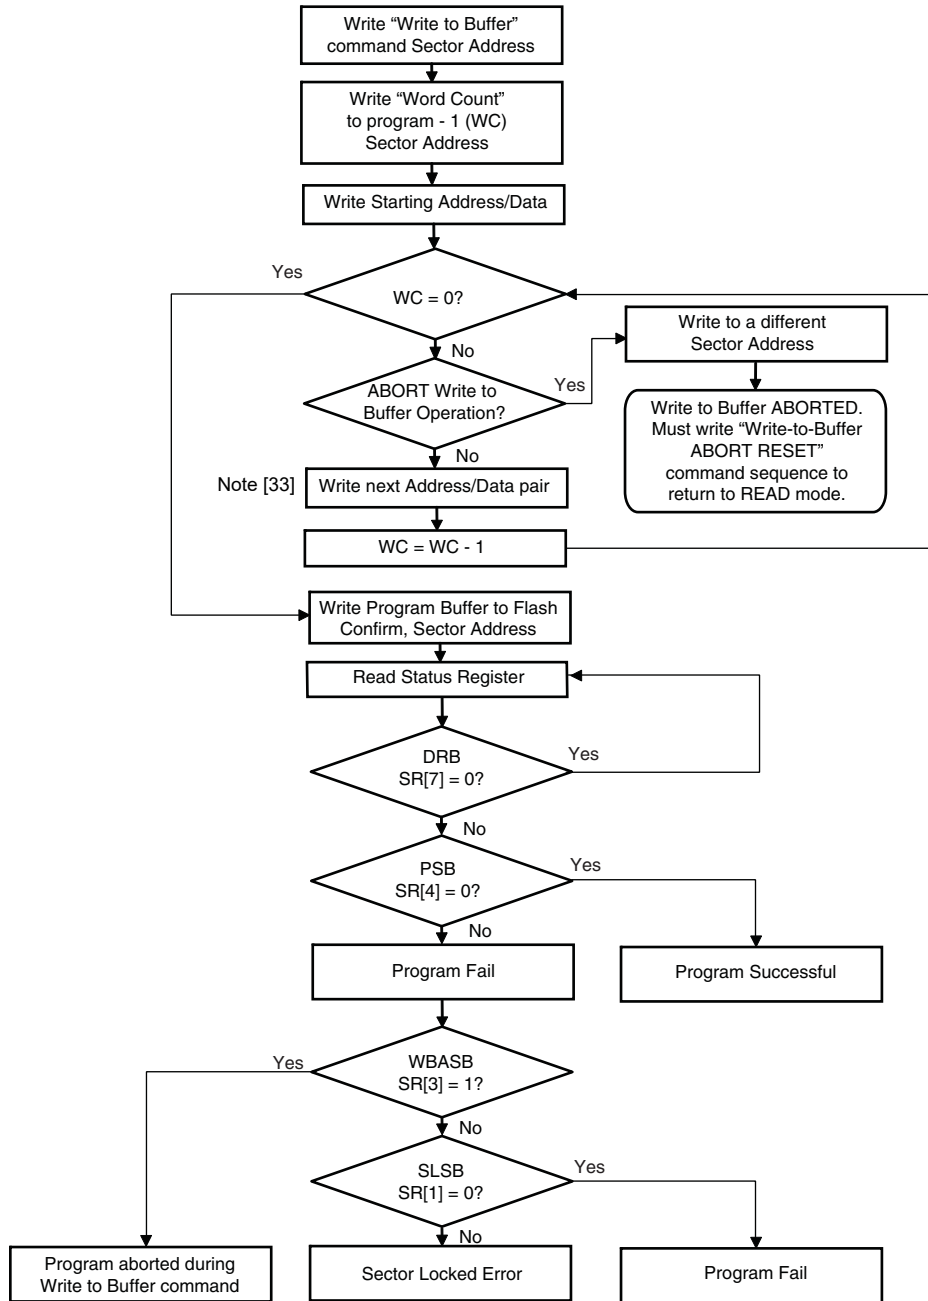 Write “Write to Buffer”
command Sector Address
Write “Word Count”
to program - 1 (WC)
Sector Address
Write Starting Address/Data
Yes
WC = 0?
No
Write to a different
Sector Address
ABORT Write to
Buffer Operation?
Yes
No
Write to Buffer ABORTED.
Must write “Write-to-Buffer
ABORT RESET”
command sequence to
return to READ mode.
Note [33]
Write next Address/Data pair
WC = WC - 1
Write Program Buffer to Flash
Confirm, Sector Address
Read Status Register
DRB
SR[7] = 0?
Yes
No
PSB
SR[4] = 0?
Yes
No
Program Fail
Program Successful
Yes
WBASB
SR[3] = 1?
No
SLSB
SR[1] = 0?
Yes
No
Program aborted during
Write to Buffer command
Sector Locked Error
Program Fail